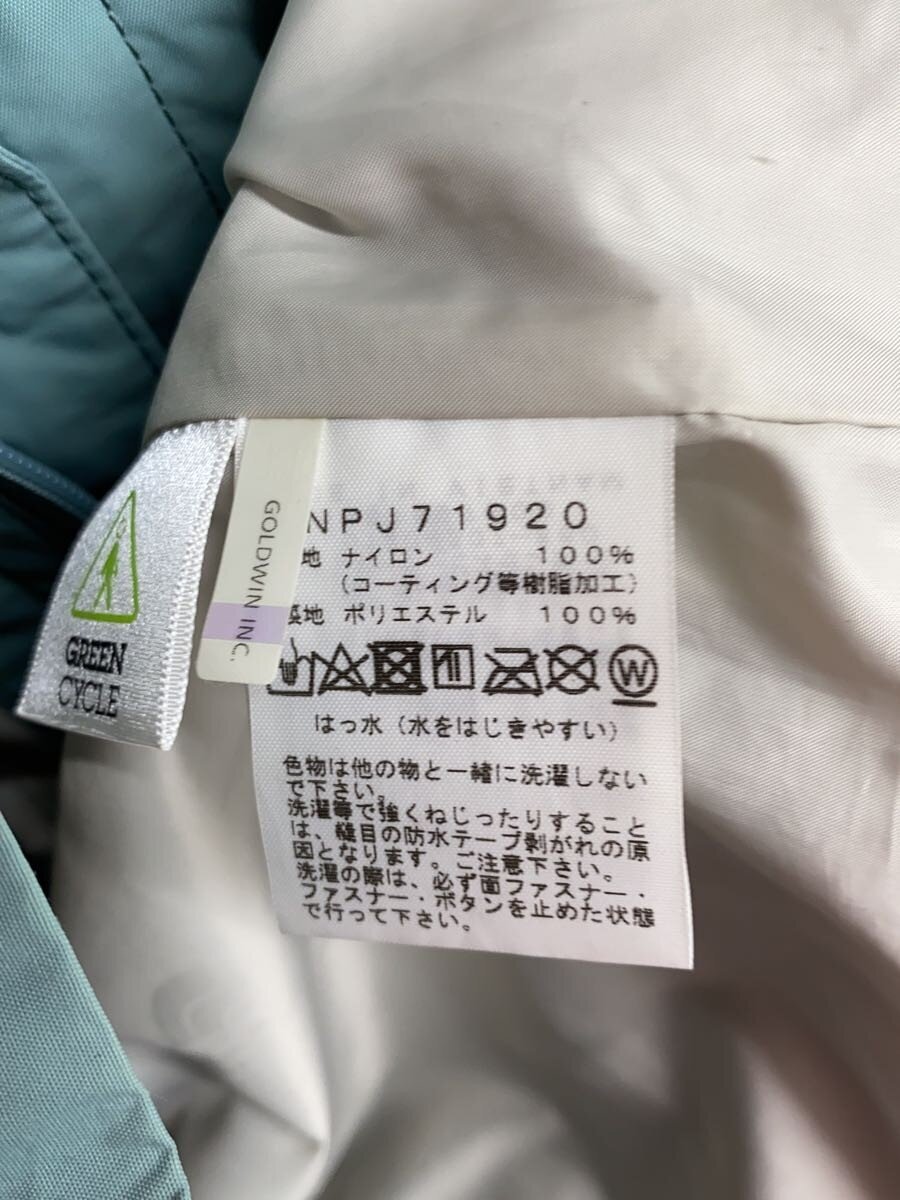 GREEN
CYCLE
GOLDWIN INC.
NPJ71920
地 ナイロン 100%
(コーティング等樹脂加工)
裏地 ポリエステル 100%
W
はっ水 (水をはじきやすい)
色物は他の物と一緒に洗濯しない
で下さい。
洗濯等で強くねじったりすること
は、縫目の防水テープ剥がれの原
因となります。ご注意下さい。
洗濯の際は、必ず面ファスナー・
ファスナー・ボタンを止めた状態
で行って下さい。